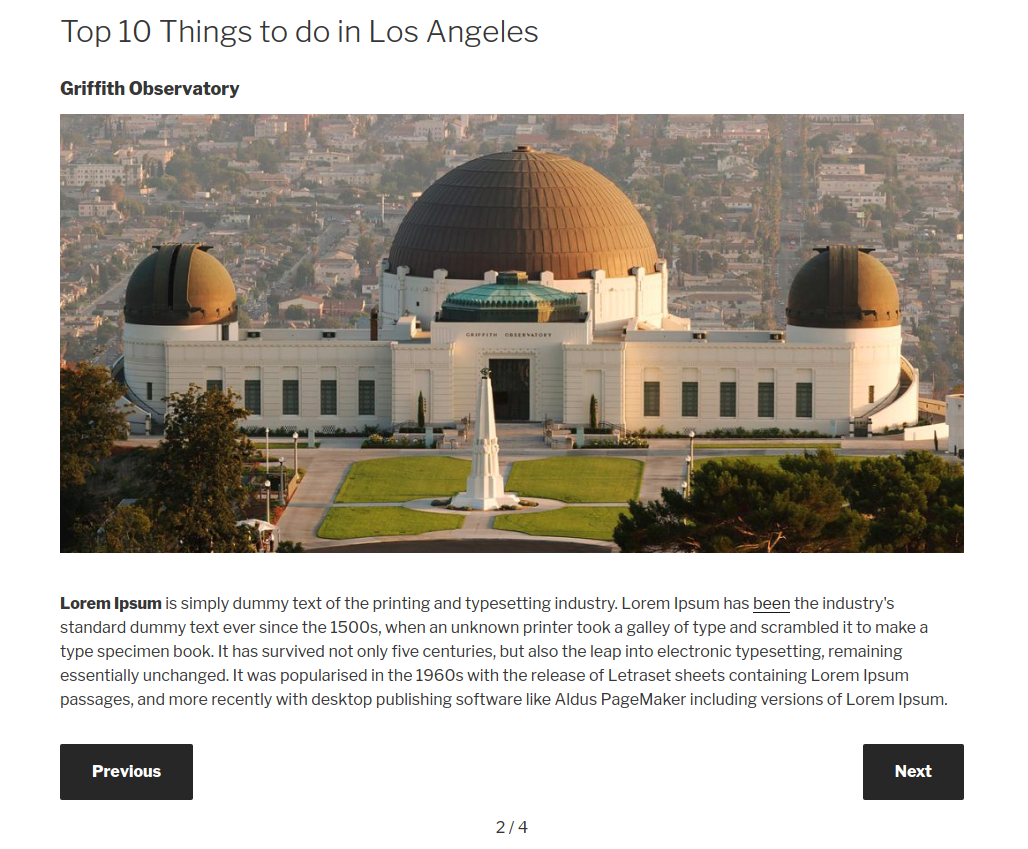 Top 10 Things to do in Los Angeles
Griffith Observatory
GRIFFITH OBSERVATORY
Lorem Ipsum is simply dummy text of the printing and typesetting industry. Lorem Ipsum has been the industry's
standard dummy text ever since the 1500s, when an unknown printer took a galley of type and scrambled it to make a
type specimen book. It has survived not only five centuries, but also the leap into electronic typesetting, remaining
essentially unchanged. It was popularised in the 1960s with the release of Letraset sheets containing Lorem Ipsum
passages, and more recently with desktop publishing software like Aldus PageMaker including versions of Lorem Ipsum.
Previous
Next
2 / 4